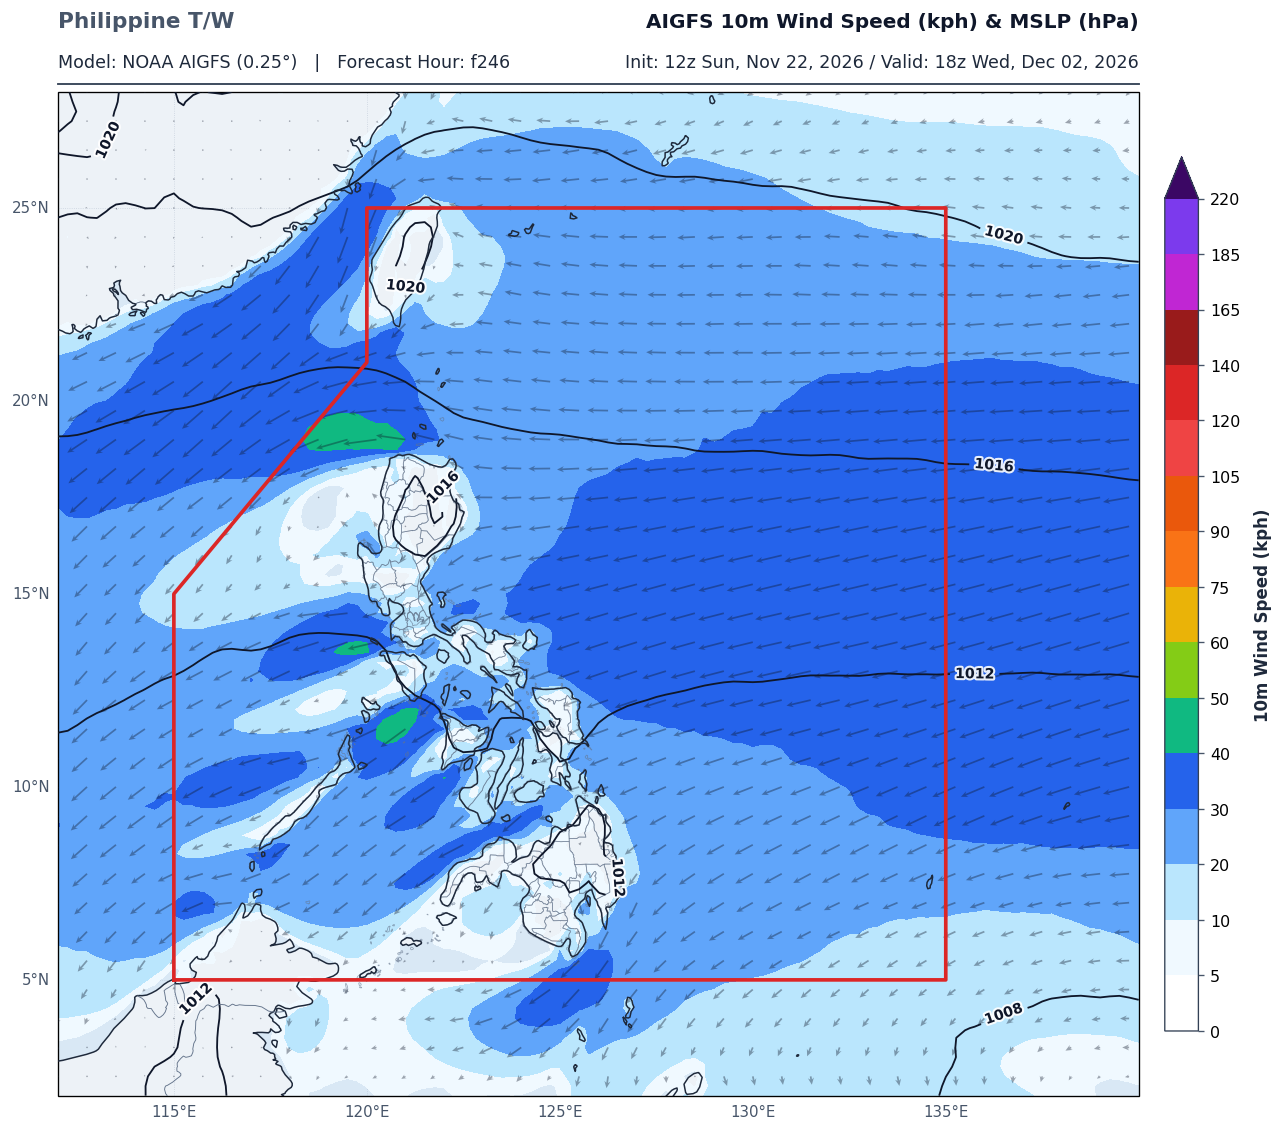 Philippine T/W
AIGFS 10m Wind Speed (kph) & MSLP (hPa)
Model: NOAA AIGFS (0.25°) | Forecast Hour: f246
Init: 12z Sun, Nov 22, 2026 / Valid: 18z Wed, Dec 02, 2026
1020
1020
1020
1016
1016
1012
1012
1012
1008
25°N
20°N
15°N
10°N
5°N
115°E
120°E
125°E
130°E
135°E
220
185
165
140
120
105
90
75
60
50
40
30
20
10
5
0
10m Wind Speed (kph)